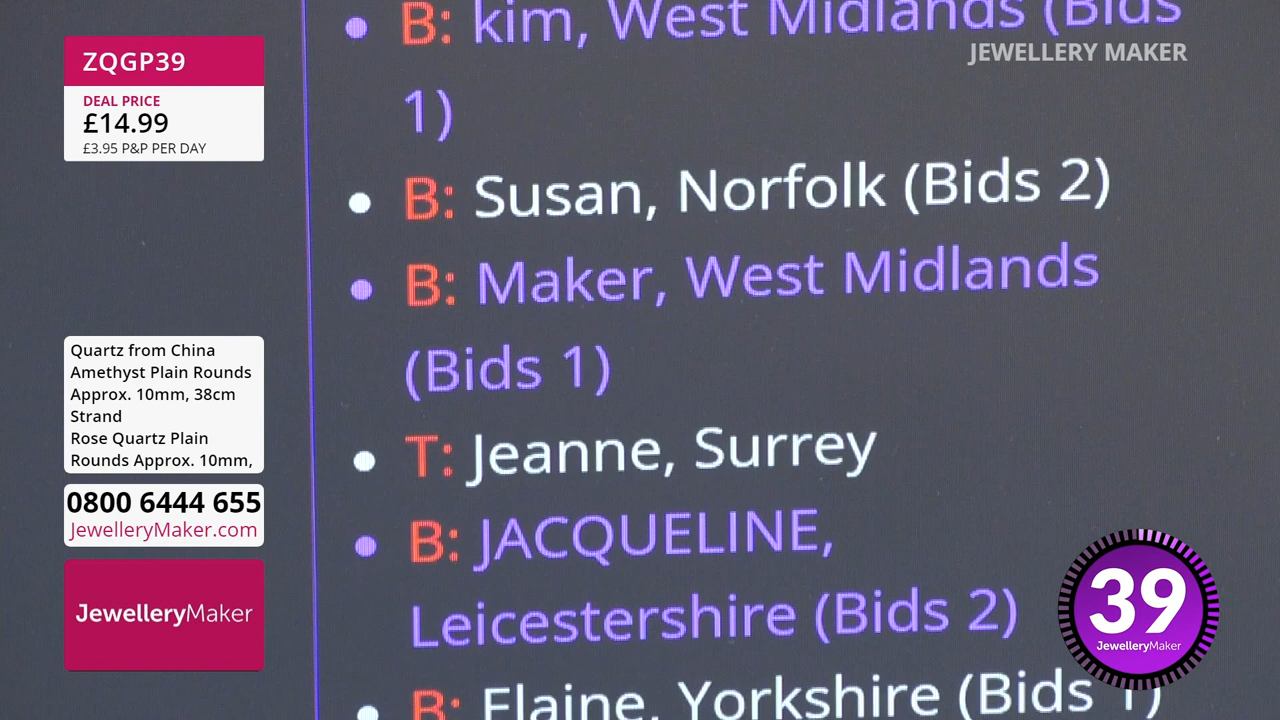 ZQGP39
DEAL PRICE
£14.99
£3.95 P&P PER DAY
Quartz from China
Amethyst Plain Rounds
Approx. 10mm, 38cm
Strand
Rose Quartz Plain
Rounds Approx. 10mm,
0800 6444 655
JewelleryMaker.com
JewelleryMaker
JEWELLERY MAKER
• B: kim, West Midlands (Bids
1)
• B: Susan, Norfolk (Bids 2)
• B: Maker, West Midlands
(Bids 1)
• T: Jeanne, Surrey
• B: JACQUELINE,
Leicestershire (Bids 2)
• B: Elaine, Yorkshire (Bids 1)
39
JewelleryMaker